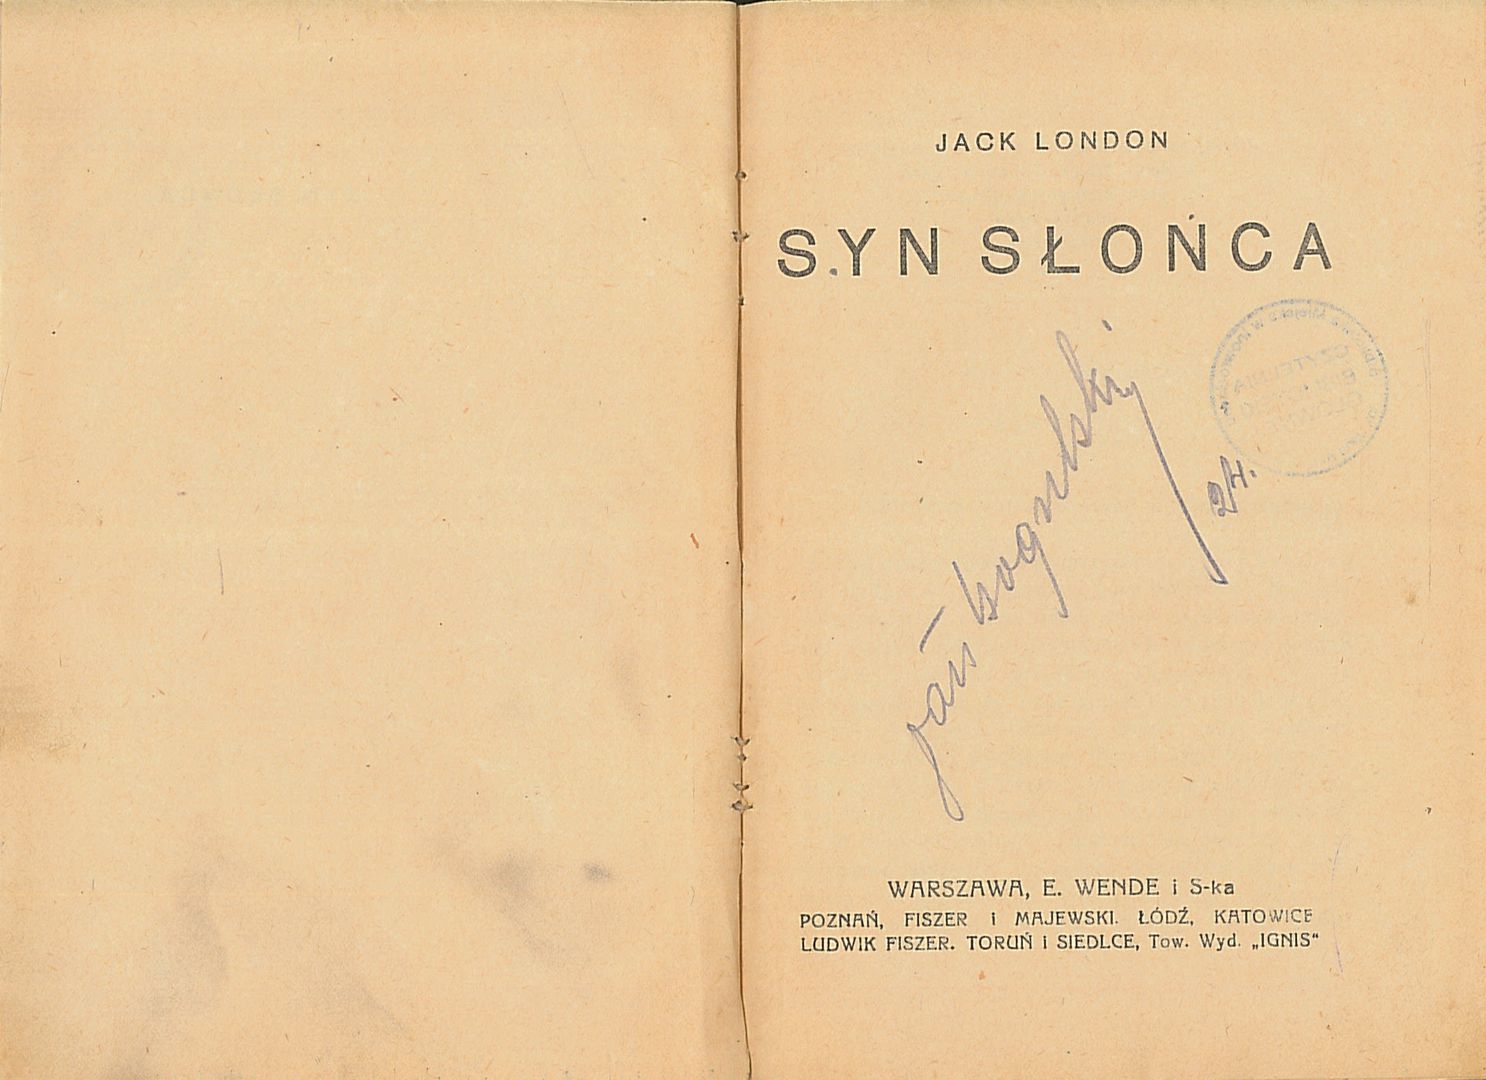 JACK LONDON
SYN SŁOŃCA
24.
WARSZAWA, E. WENDE i S-ka
POZNAŃ, FISZER i MAJEWSKI. ŁÓDŹ, KATOWICE
LUDWIK FISZER. TORUŃ i SIEDLCE, Tow. Wyd. „IGNIS"